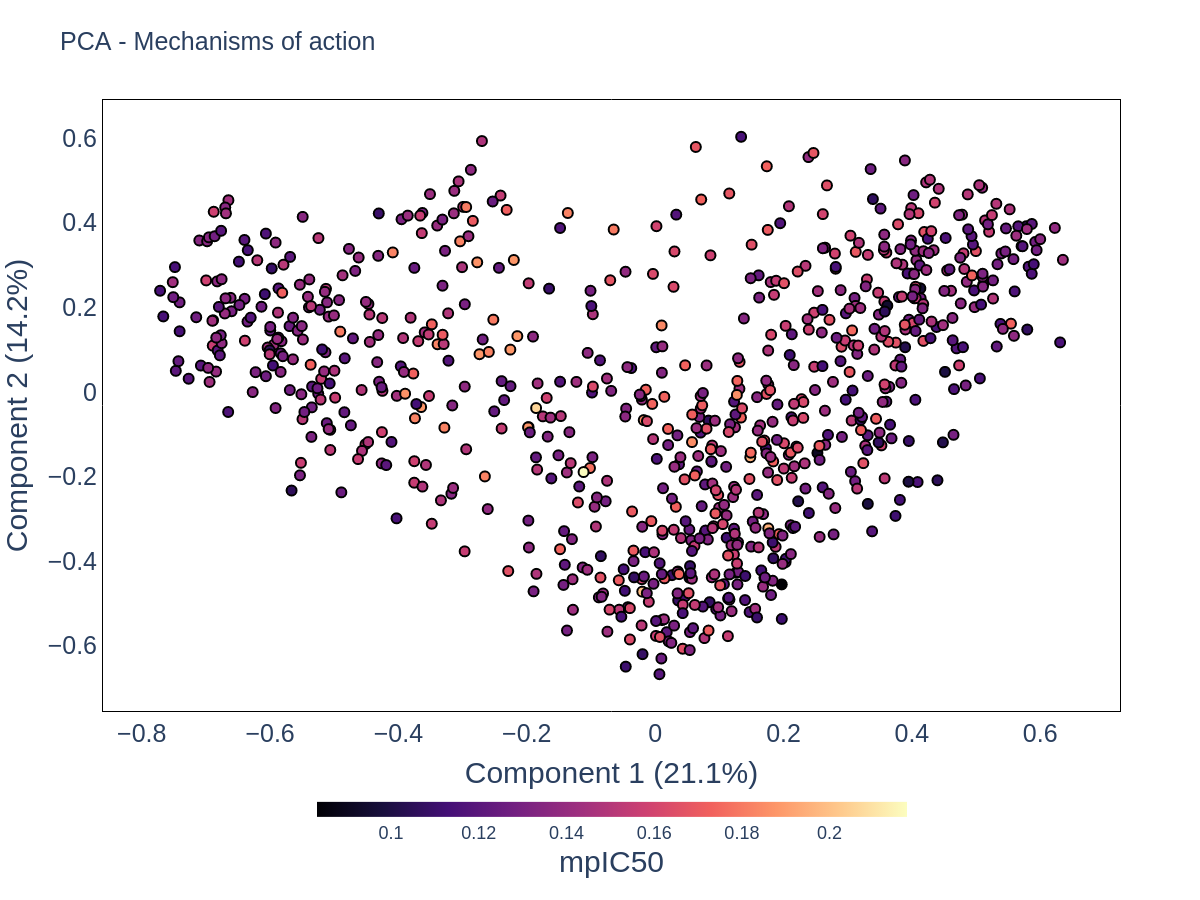 PCA - Mechanisms of action
0.6
0.4
0.2
0
−0.2
−0.4
−0.6
Component 2 (14.2%)
−0.8 −0.6 −0.4 −0.2 0 0.2 0.4 0.6
Component 1 (21.1%)
0.1 0.12 0.14 0.16 0.18 0.2
mpIC50